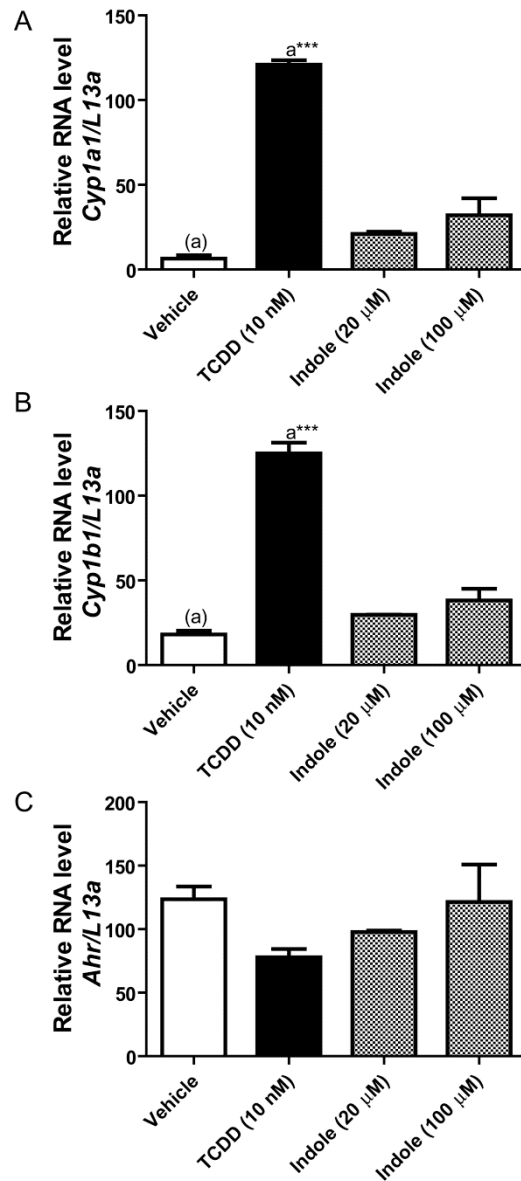 A
Relative RNA level
Cyp1a1/L13a
150
100
50
0
(a)
a***
Vehicle
TCDD (10 nM)
Indole (20 μM)
Indole (100 μM)
B
Relative RNA level
Cyp1b1/L13a
150
100
50
0
(a)
a***
Vehicle
TCDD (10 nM)
Indole (20 μM)
Indole (100 μM)
C
Relative RNA level
Ahr/L13a
200
150
100
50
0
Vehicle
TCDD (10 nM)
Indole (20 μM)
Indole (100 μM)